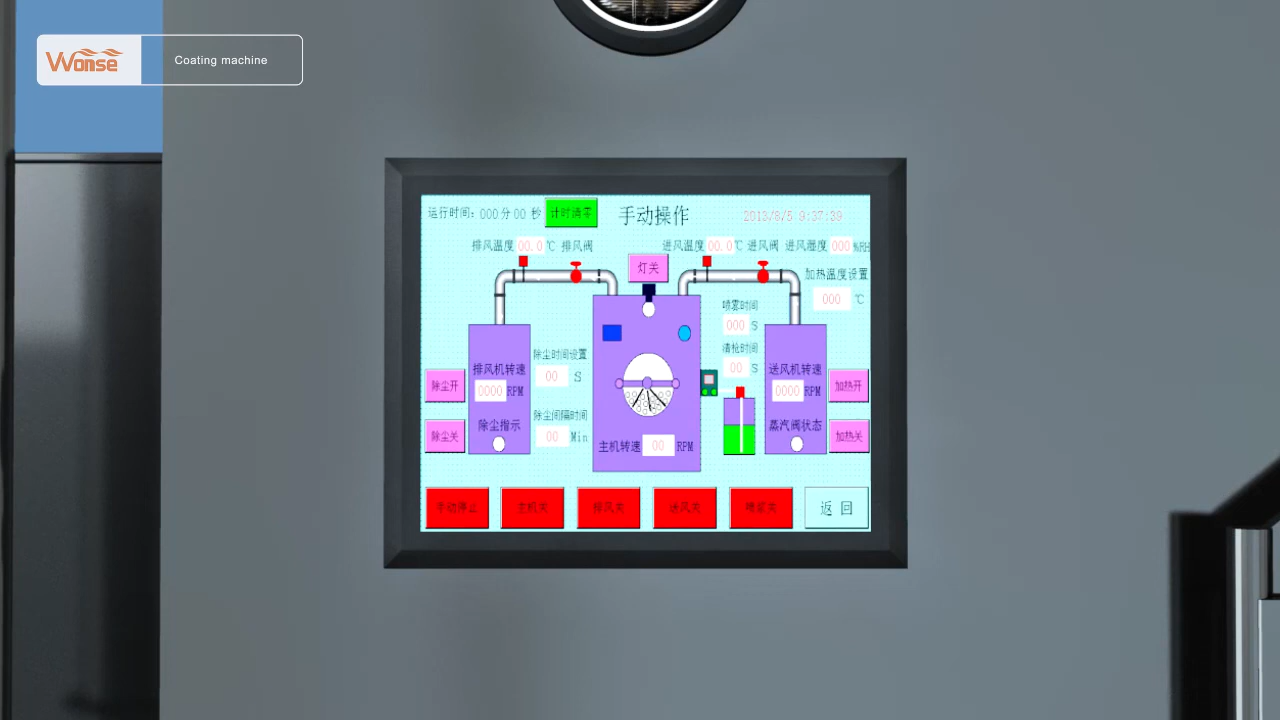 Wonse
Coating machine
运行时间：000分00秒 计时清零 手动操作 2013/8/5 9:37:39
排风温度 00.0 ℃ 排风阀 进风温度 00.0 ℃ 进风阀 进风湿度 000 %RH
灯关
加热温度设置
000 ℃
喷雾时间
000 S
清枪时间
00 S
除尘时间设置
00 S
除尘间隔时间
00 Min
排风机转速
0000 RPM
除尘指示
除尘开
除尘关
主机转速 00 RPM
送风机转速
0000 RPM
蒸汽阀状态
加热开
加热关
手动停止 主机关 排风关 送风关 喷浆关 返回